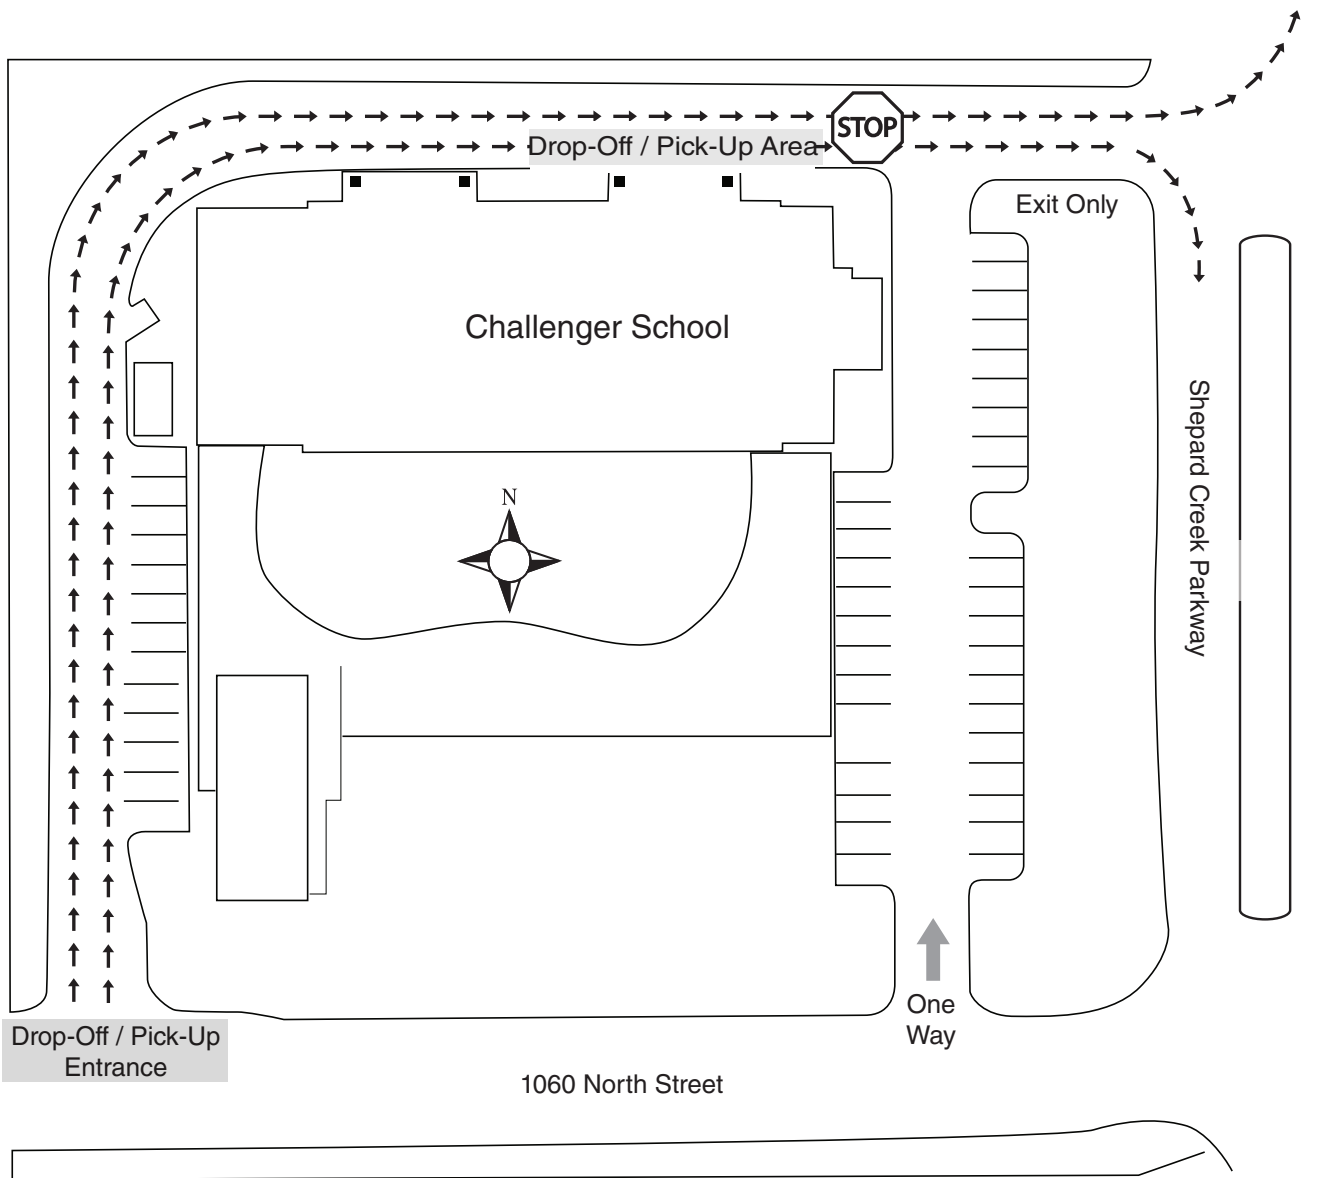 STOP
Drop-Off / Pick-Up Area
Exit Only
Challenger School
Shepard Creek Parkway
N
One
Way
Drop-Off / Pick-Up
Entrance
1060 North Street